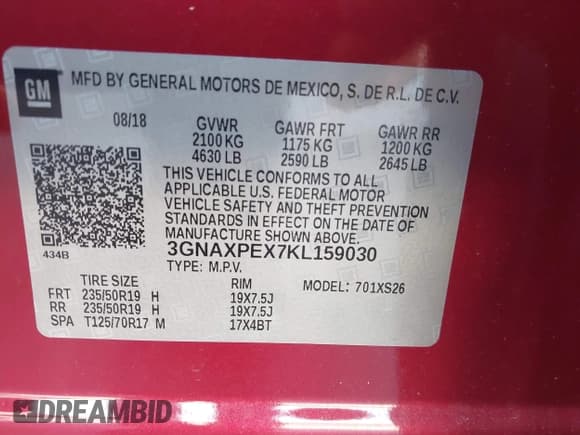 GM
MFD BY GENERAL MOTORS DE MEXICO, S. DE R.L. DE C.V.
08/18 GVWR GAWR FRT GAWR RR
2100 KG 1175 KG 1200 KG
4630 LB 2590 LB 2645 LB
THIS VEHICLE CONFORMS TO ALL
APPLICABLE U.S. FEDERAL MOTOR
VEHICLE SAFETY AND THEFT PREVENTION
STANDARDS IN EFFECT ON THE DATE OF
MANUFACTURE SHOWN ABOVE.
434B 3GNAXPEX7KL159030
TYPE: M.P.V.
TIRE SIZE RIM MODEL: 701XS26
FRT 235/50R19 H 19X7.5J
RR 235/50R19 H 19X7.5J
SPA T125/70R17 M 17X4BT
DREAMBID